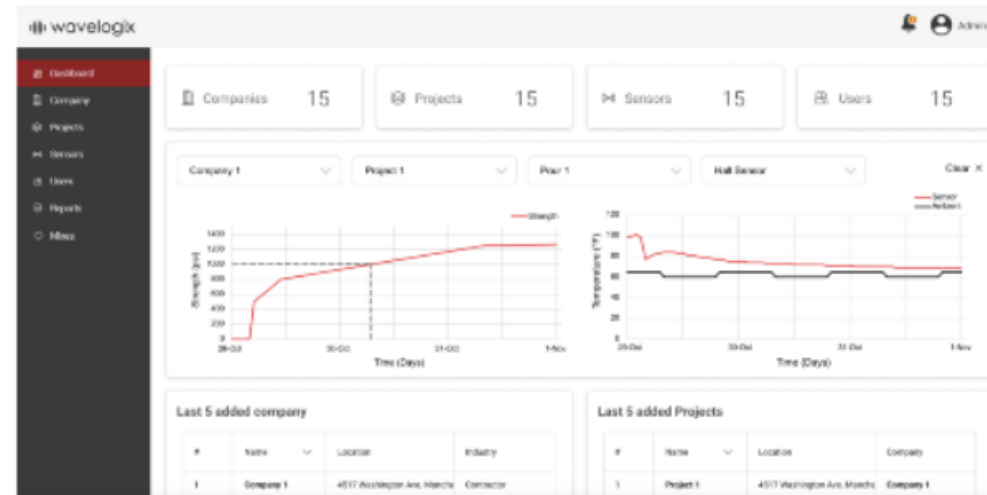 wavelogix
Admin
Dashboard
Company
Projects
Sensors
Users
Reports
Mixes
Companies 15
Projects 15
Sensors 15
Users 15
Company 1
Project 1
Pour 1
Hall Sensor
Clear ×
Strength
1400
1200
1000
800
600
400
200
0
Strength (psi)
29-Oct 30-Oct 31-Oct 1-Nov
Time (Days)
Sensor
Ambient
120
100
80
60
40
20
0
Temperature (°F)
29-Oct 30-Oct 31-Oct 1-Nov
Time (Days)
Last 5 added company
# Name Location Industry
1 Company 1 4517 Washington Ave, Manche Contractor
Last 5 added Projects
# Name Location Company
1 Project 1 4517 Washington Ave, Manche Company 1